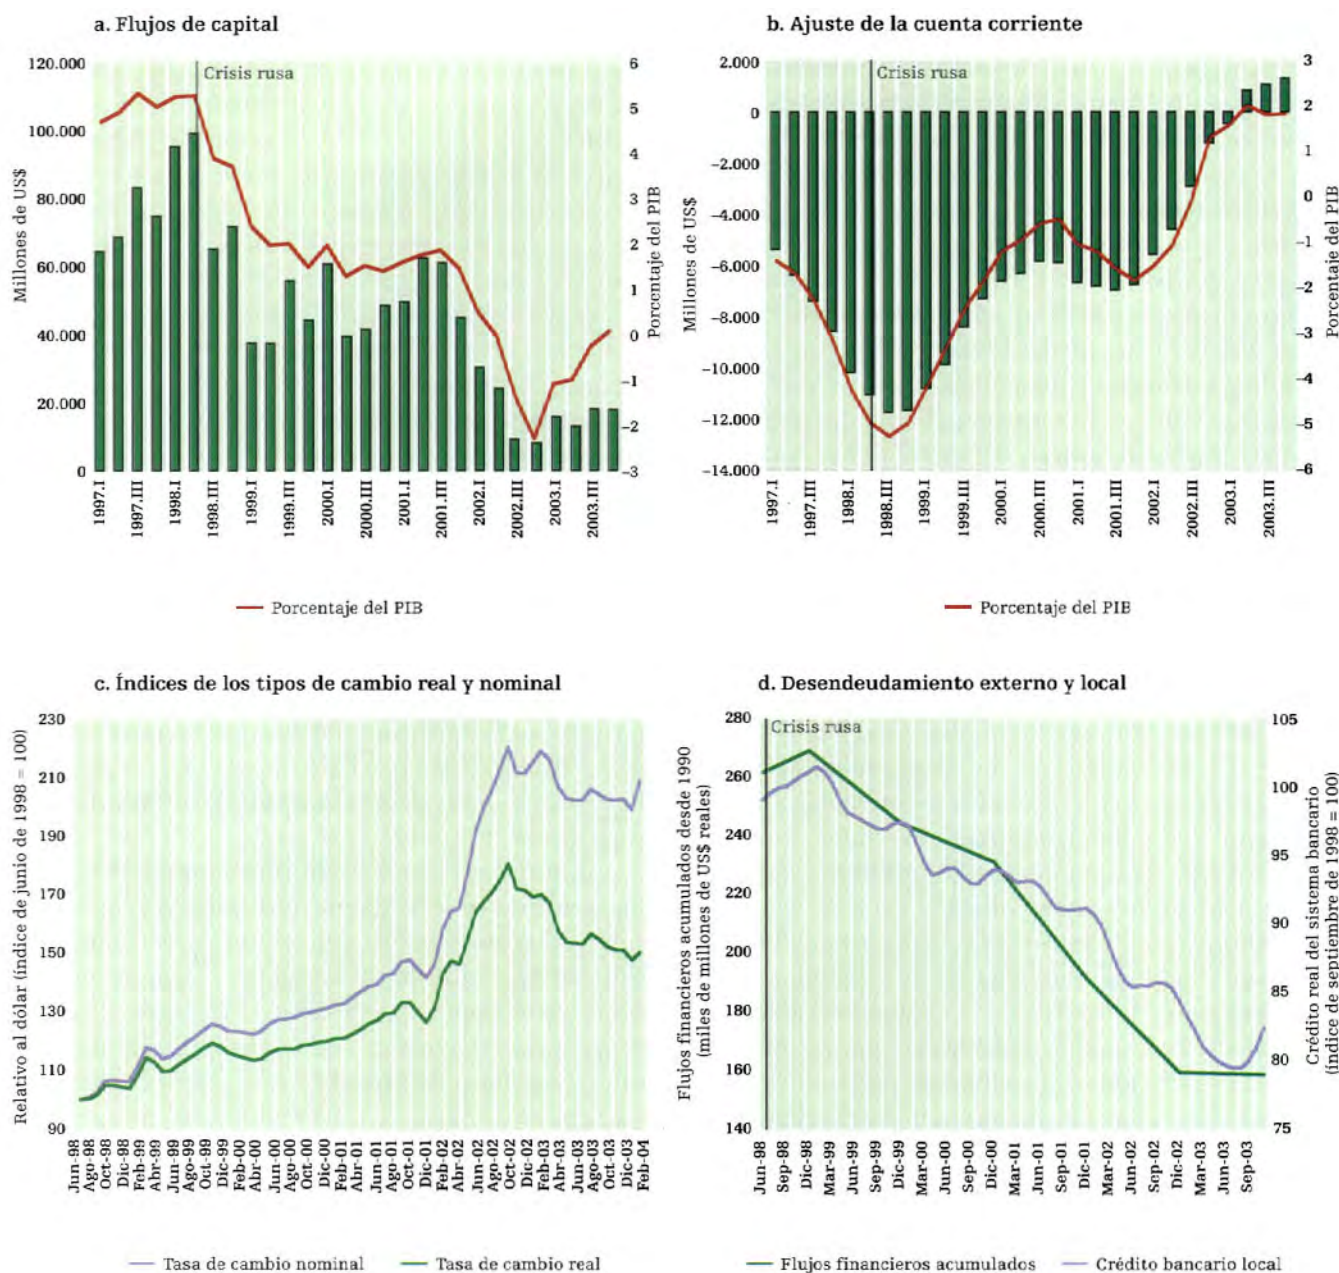 a. Flujos de capital
Millones de US$
120.000
100.000
80.000
60.000
40.000
20.000
0
Crisis rusa
6
5
4
3
2
1
0
–1
–2
–3
Porcentaje del PIB
1997.I
1997.III
1998.I
1998.III
1999.I
1999.III
2000.I
2000.III
2001.I
2001.III
2002.I
2002.III
2003.I
2003.III
Porcentaje del PIB
b. Ajuste de la cuenta corriente
Millones de US$
2.000
0
–2.000
–4.000
–6.000
–8.000
–10.000
–12.000
–14.000
Crisis rusa
3
2
1
0
–1
–2
–3
–4
–5
–6
Porcentaje del PIB
1997.I
1997.III
1998.I
1998.III
1999.I
1999.III
2000.I
2000.III
2001.I
2001.III
2002.I
2002.III
2003.I
2003.III
Porcentaje del PIB
c. Índices de los tipos de cambio real y nominal
Relativo al dólar (índice de junio de 1998 = 100)
230
210
190
170
150
130
110
90
Jun-98
Ago-98
Oct-98
Dic-98
Feb-99
Abr-99
Jun-99
Ago-99
Oct-99
Dic-99
Feb-00
Abr-00
Jun-00
Ago-00
Oct-00
Dic-00
Feb-01
Abr-01
Jun-01
Ago-01
Oct-01
Dic-01
Feb-02
Abr-02
Jun-02
Ago-02
Oct-02
Dic-02
Feb-03
Abr-03
Jun-03
Ago-03
Oct-03
Dic-03
Feb-04
Tasa de cambio nominal
Tasa de cambio real
d. Desendeudamiento externo y local
Flujos financieros acumulados desde 1990
(miles de millones de US$ reales)
280
260
240
220
200
180
160
140
Crisis rusa
105
100
95
90
85
80
75
Crédito real del sistema bancario
(índice de septiembre de 1998 = 100)
Jun-98
Sep-98
Dic-98
Mar-99
Jun-99
Sep-99
Dic-99
Mar-00
Jun-00
Sep-00
Dic-00
Mar-01
Jun-01
Sep-01
Dic-01
Mar-02
Jun-02
Sep-02
Dic-02
Mar-03
Jun-03
Sep-03
Flujos financieros acumulados
Crédito bancario local